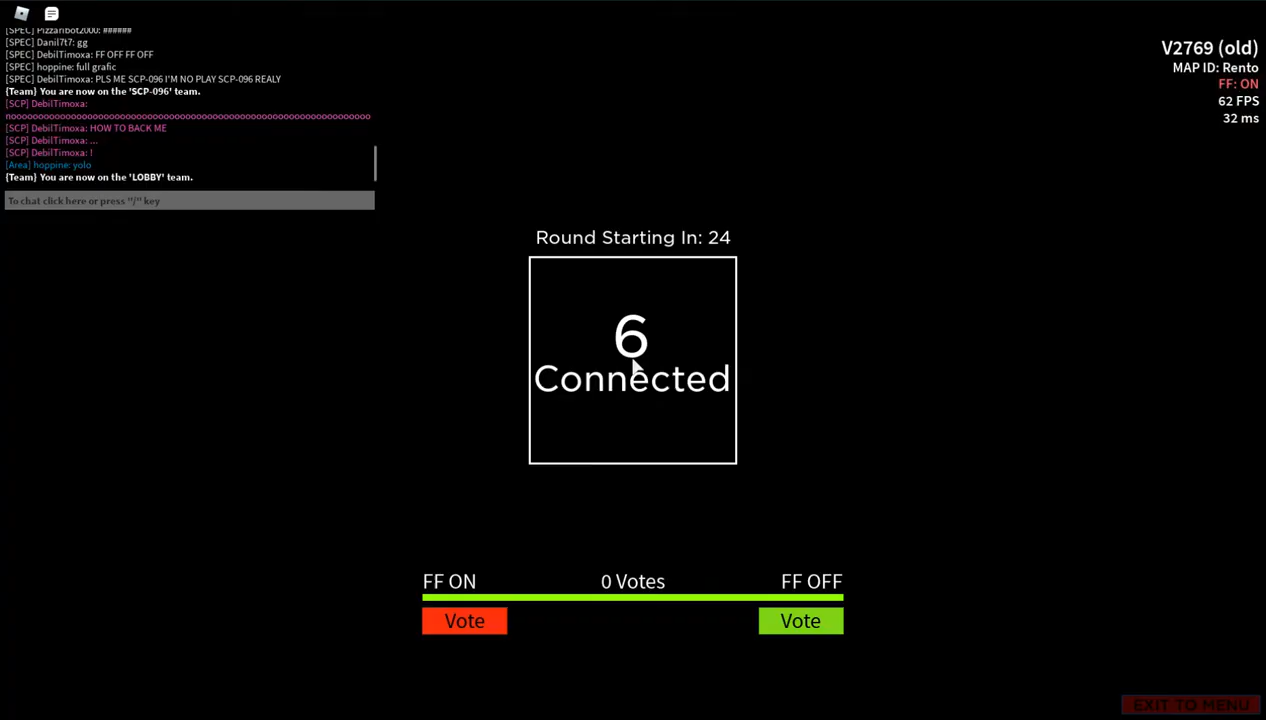 [SPEC] Pizzaribot2000: ######
[SPEC] Danil7t7: gg
[SPEC] DebilTimoxa: FF OFF FF OFF
[SPEC] hoppine: full grafic
[SPEC] DebilTimoxa: PLS ME SCP-096 I'M NO PLAY SCP-096 REALY
{Team} You are now on the 'SCP-096' team.
[SCP] DebilTimoxa:
nooooooooooooooooooooooooooooooooooooooooooooooooooooooooooooooooooo
[SCP] DebilTimoxa: HOW TO BACK ME
[SCP] DebilTimoxa: ...
[SCP] DebilTimoxa: !
[Area] hoppine: yolo
{Team} You are now on the 'LOBBY' team.
To chat click here or press "/" key
V2769 (old)
MAP ID: Rento
FF: ON
62 FPS
32 ms
Round Starting In: 24
6
Connected
FF ON 0 Votes FF OFF
Vote Vote
EXIT TO MENU